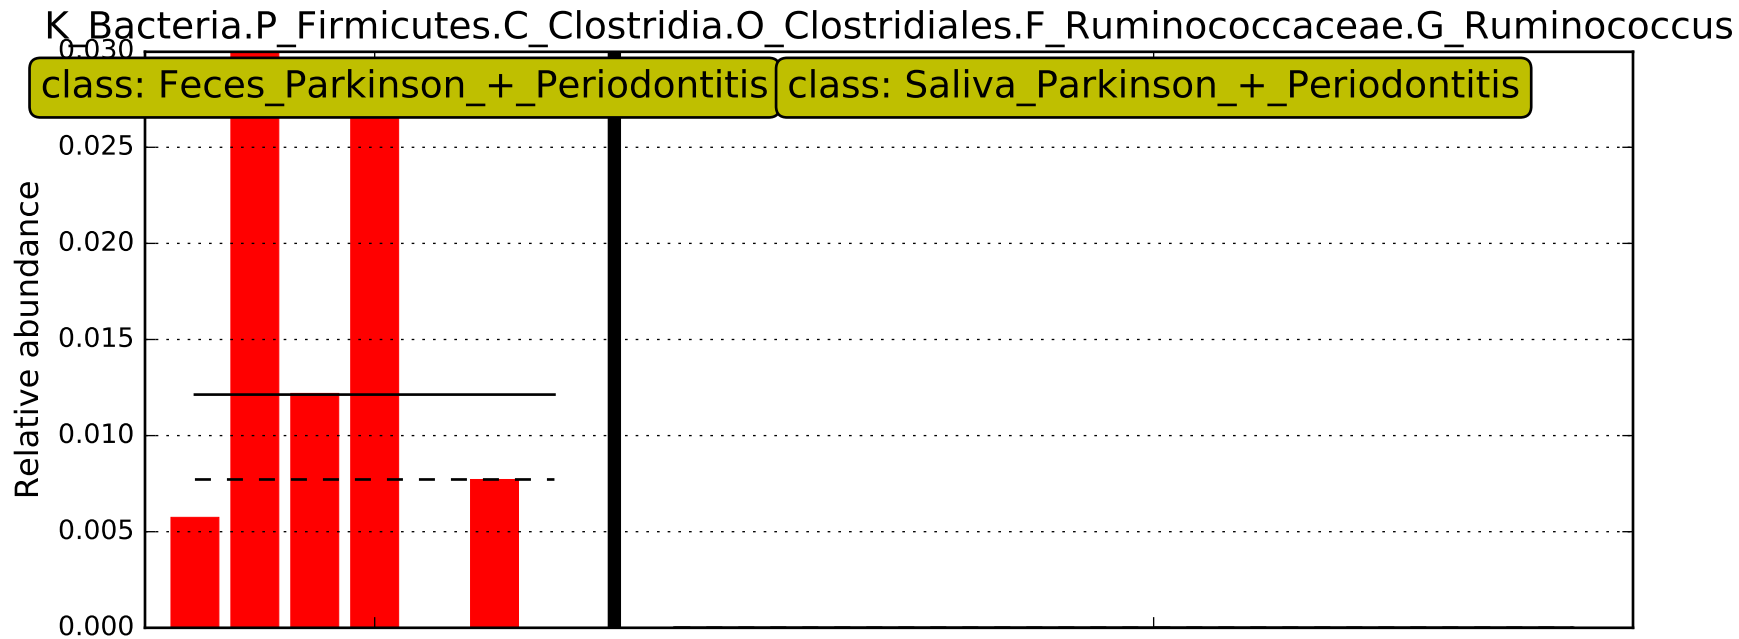 K_Bacteria.P_Firmicutes.C_Clostridia.O_Clostridiales.F_Ruminococcaceae.G_Ruminococcus
0.030
class: Feces_Parkinson_+_Periodontitis
class: Saliva_Parkinson_+_Periodontitis
0.025
0.020
0.015
0.010
0.005
0.000
Relative abundance